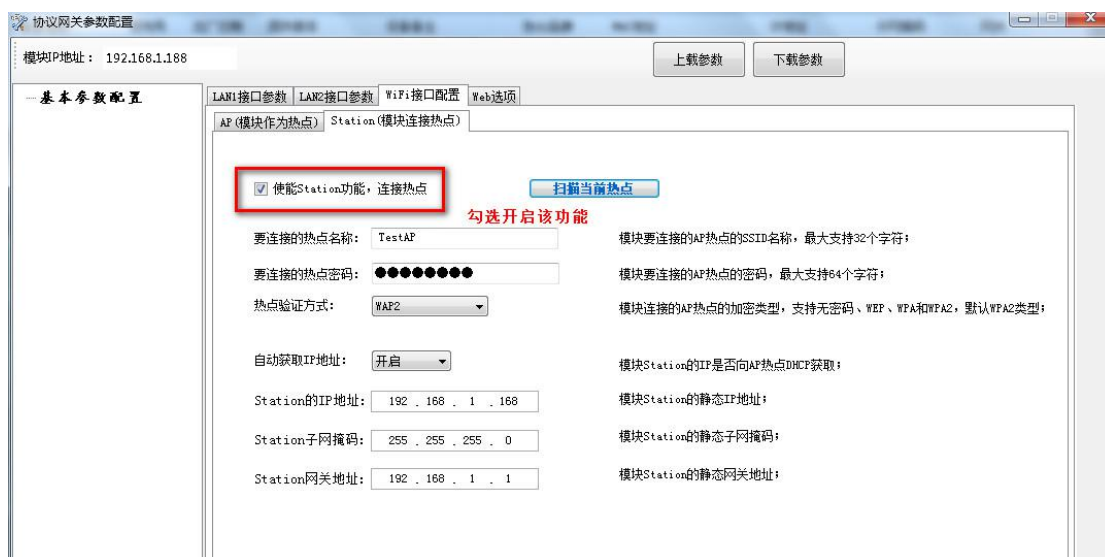 协议网关参数配置
模块IP地址： 192.168.1.188
上载参数 下载参数
基本参数配置
LAN1接口参数 LAN2接口参数 WiFi接口配置 Web选项
AP(模块作为热点) Station(模块连接热点)
使能Station功能，连接热点 扫描当前热点
勾选开启该功能
要连接的热点名称： TestAP 模块要连接的AP热点的SSID名称，最大支持32个字符；
要连接的热点密码： ●●●●●●●● 模块要连接的AP热点的密码，最大支持64个字符；
热点验证方式： WAP2 模块连接的AP热点的加密类型，支持无密码、WEP、WPA和WPA2，默认WPA2类型；
自动获取IP地址： 开启 模块Station的IP是否向AP热点DHCP获取；
Station的IP地址： 192 . 168 . 1 . 168 模块Station的静态IP地址；
Station子网掩码： 255 . 255 . 255 . 0 模块Station的静态子网掩码；
Station网关地址： 192 . 168 . 1 . 1 模块Station的静态网关地址；